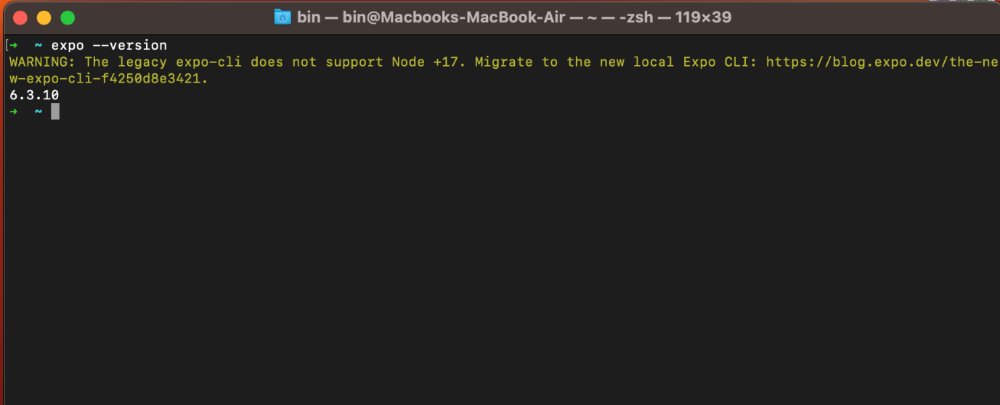 bin — bin@Macbooks-MacBook-Air — ~ — -zsh — 119×39
[➜ ~ expo --version
WARNING: The legacy expo-cli does not support Node +17. Migrate to the new local Expo CLI: https://blog.expo.dev/the-ne
w-expo-cli-f4250d8e3421.
6.3.10
➜ ~